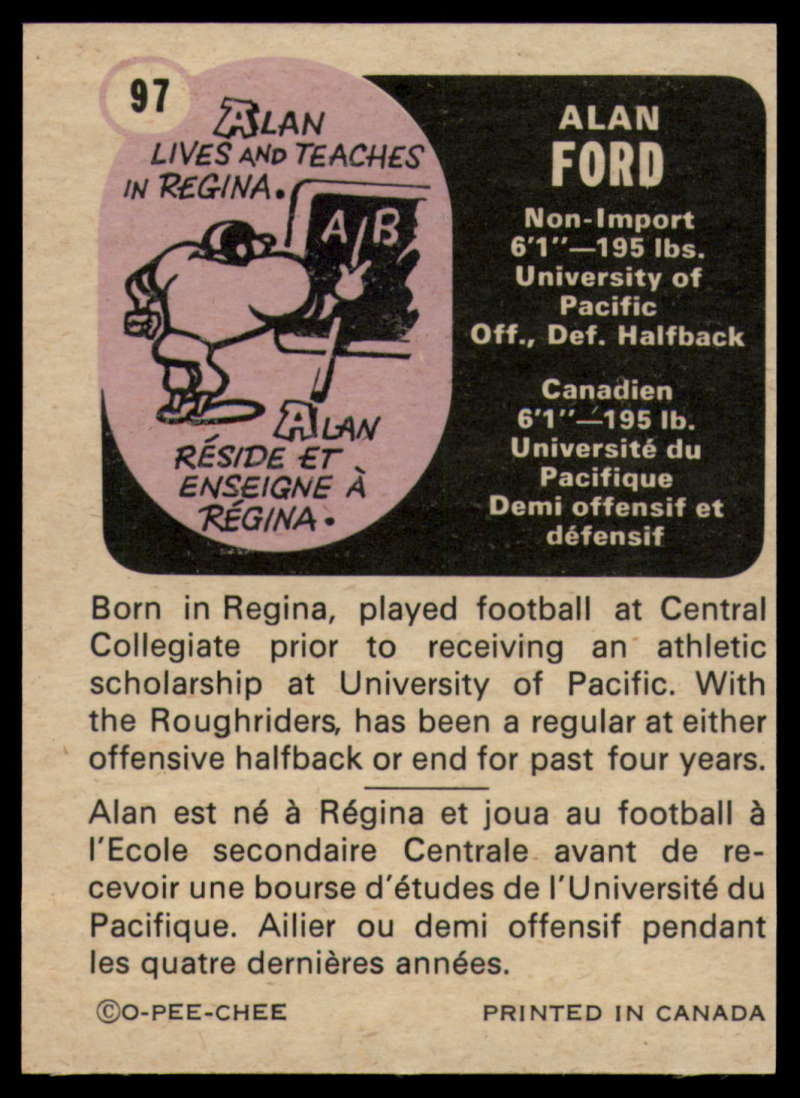 97
ALAN
LIVES AND TEACHES
IN REGINA.
A B
ALAN
RÉSIDE ET
ENSEIGNE À
RÉGINA.
ALAN
FORD
Non-Import
6'1"—195 lbs.
University of
Pacific
Off., Def. Halfback
Canadien
6'1"—195 lb.
Université du
Pacifique
Demi offensif et
défensif
Born in Regina, played football at Central
Collegiate prior to receiving an athletic
scholarship at University of Pacific. With
the Roughriders, has been a regular at either
offensive halfback or end for past four years.
Alan est né à Régina et joua au football à
l'Ecole secondaire Centrale avant de re-
cevoir une bourse d'études de l'Université du
Pacifique. Ailier ou demi offensif pendant
les quatre dernières années.
©O-PEE-CHEE PRINTED IN CANADA